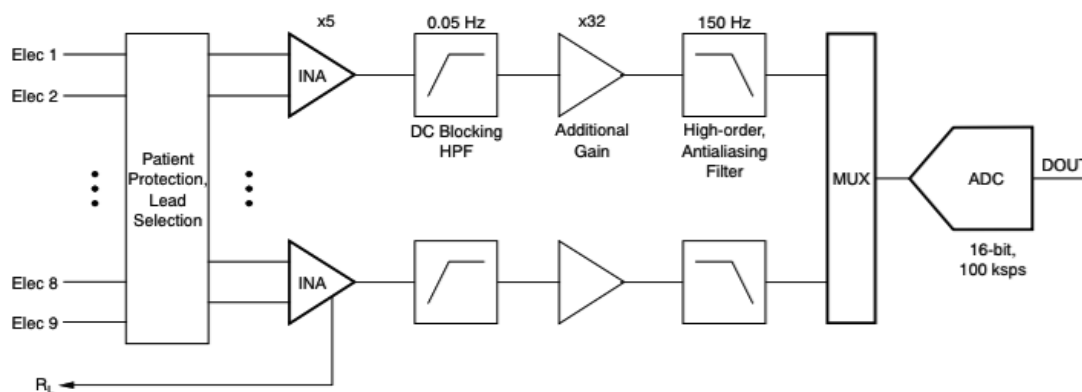 x5
0.05 Hz
x32
150 Hz
Elec 1
Elec 2
INA
DC Blocking
HPF
Additional
Gain
High-order,
Antialiasing
Filter
Patient
Protection,
Lead
Selection
MUX
ADC
DOUT
16-bit,
100 ksps
Elec 8
Elec 9
INA
RL